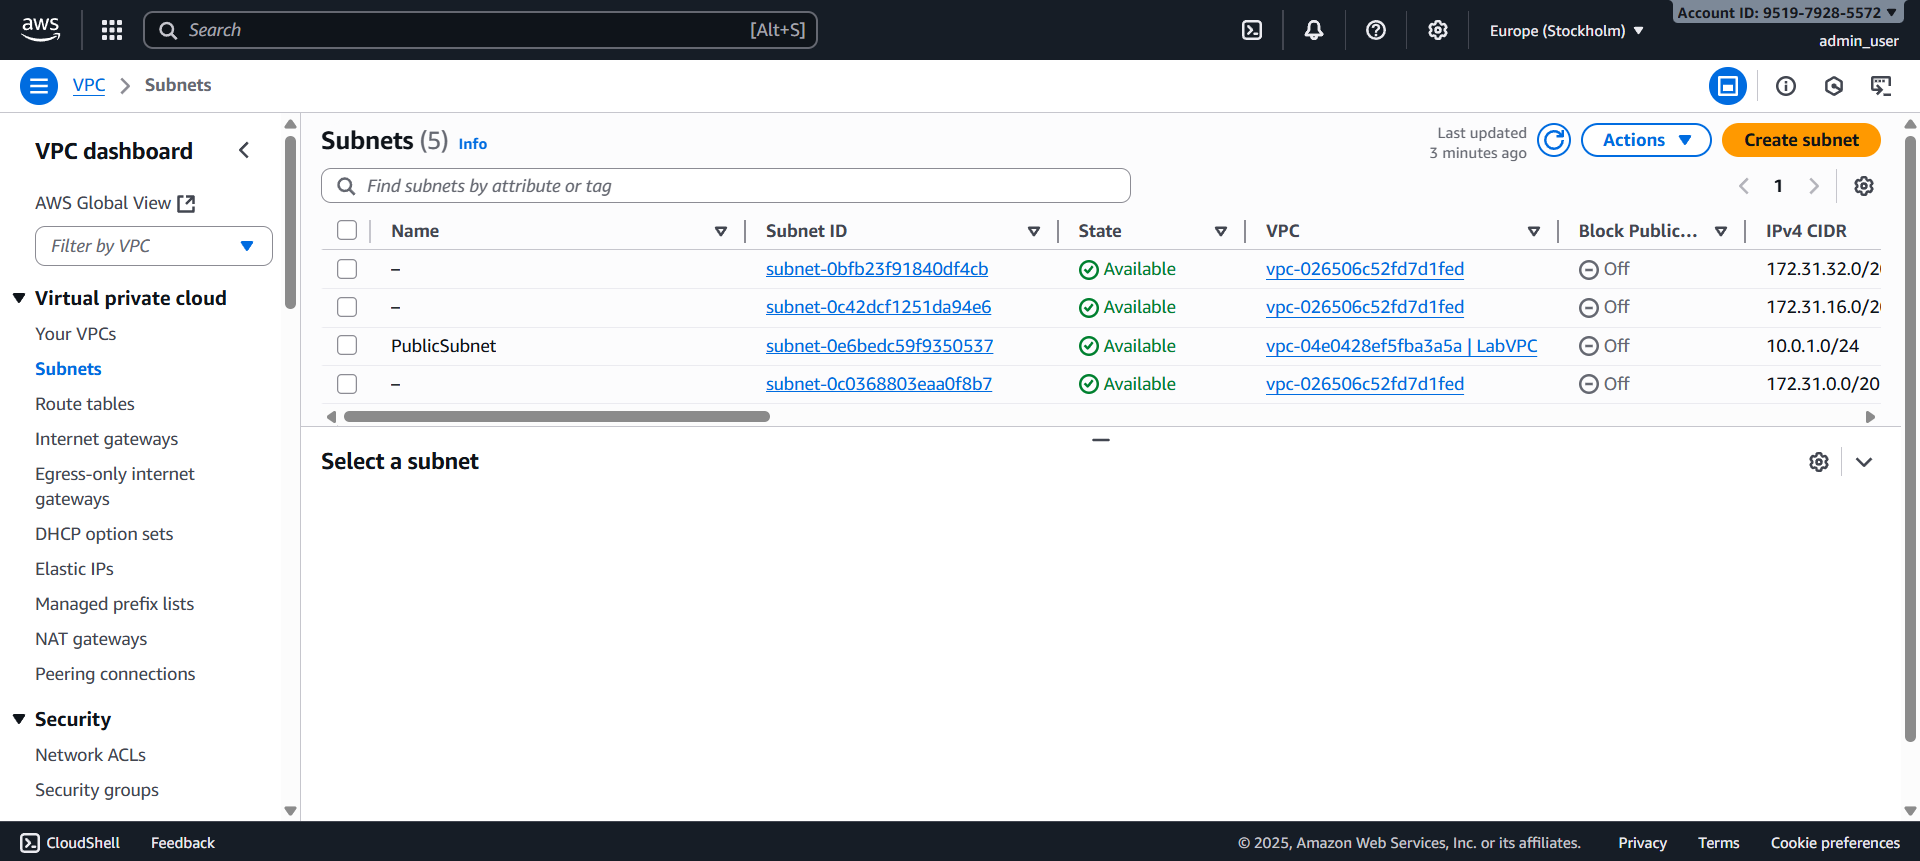 aws
Search [Alt+S]
Europe (Stockholm)
Account ID: 9519-7928-5572
admin_user
VPC
Subnets
VPC dashboard
AWS Global View
Filter by VPC
Virtual private cloud
Your VPCs
Subnets
Route tables
Internet gateways
Egress-only internet
gateways
DHCP option sets
Elastic IPs
Managed prefix lists
NAT gateways
Peering connections
Security
Network ACLs
Security groups
Subnets (5) Info
Last updated
3 minutes ago
Actions
Create subnet
Find subnets by attribute or tag
1
Name Subnet ID State VPC Block Public... IPv4 CIDR
– subnet-0bfb23f91840df4cb Available vpc-026506c52fd7d1fed Off 172.31.32.0/20
– subnet-0c42dcf1251da94e6 Available vpc-026506c52fd7d1fed Off 172.31.16.0/20
PublicSubnet subnet-0e6bedc59f9350537 Available vpc-04e0428ef5fba3a5a | LabVPC Off 10.0.1.0/24
– subnet-0c0368803eaa0f8b7 Available vpc-026506c52fd7d1fed Off 172.31.0.0/20
Select a subnet
CloudShell Feedback © 2025, Amazon Web Services, Inc. or its affiliates. Privacy Terms Cookie preferences